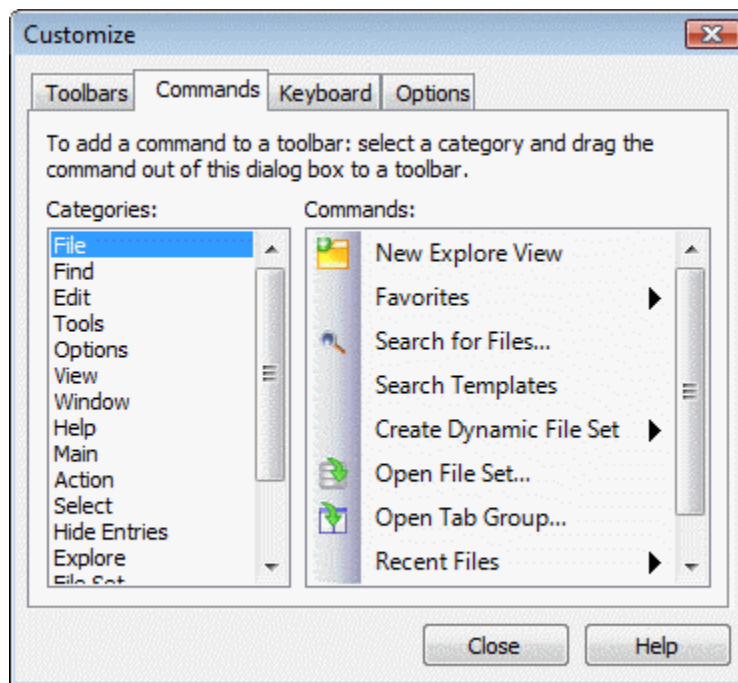 Customize
Toolbars Commands Keyboard Options
To add a command to a toolbar: select a category and drag the
command out of this dialog box to a toolbar.
Categories:
File
Find
Edit
Tools
Options
View
Window
Help
Main
Action
Select
Hide Entries
Explore
File Set
Commands:
New Explore View
Favorites
Search for Files...
Search Templates
Create Dynamic File Set
Open File Set...
Open Tab Group...
Recent Files
Close Help